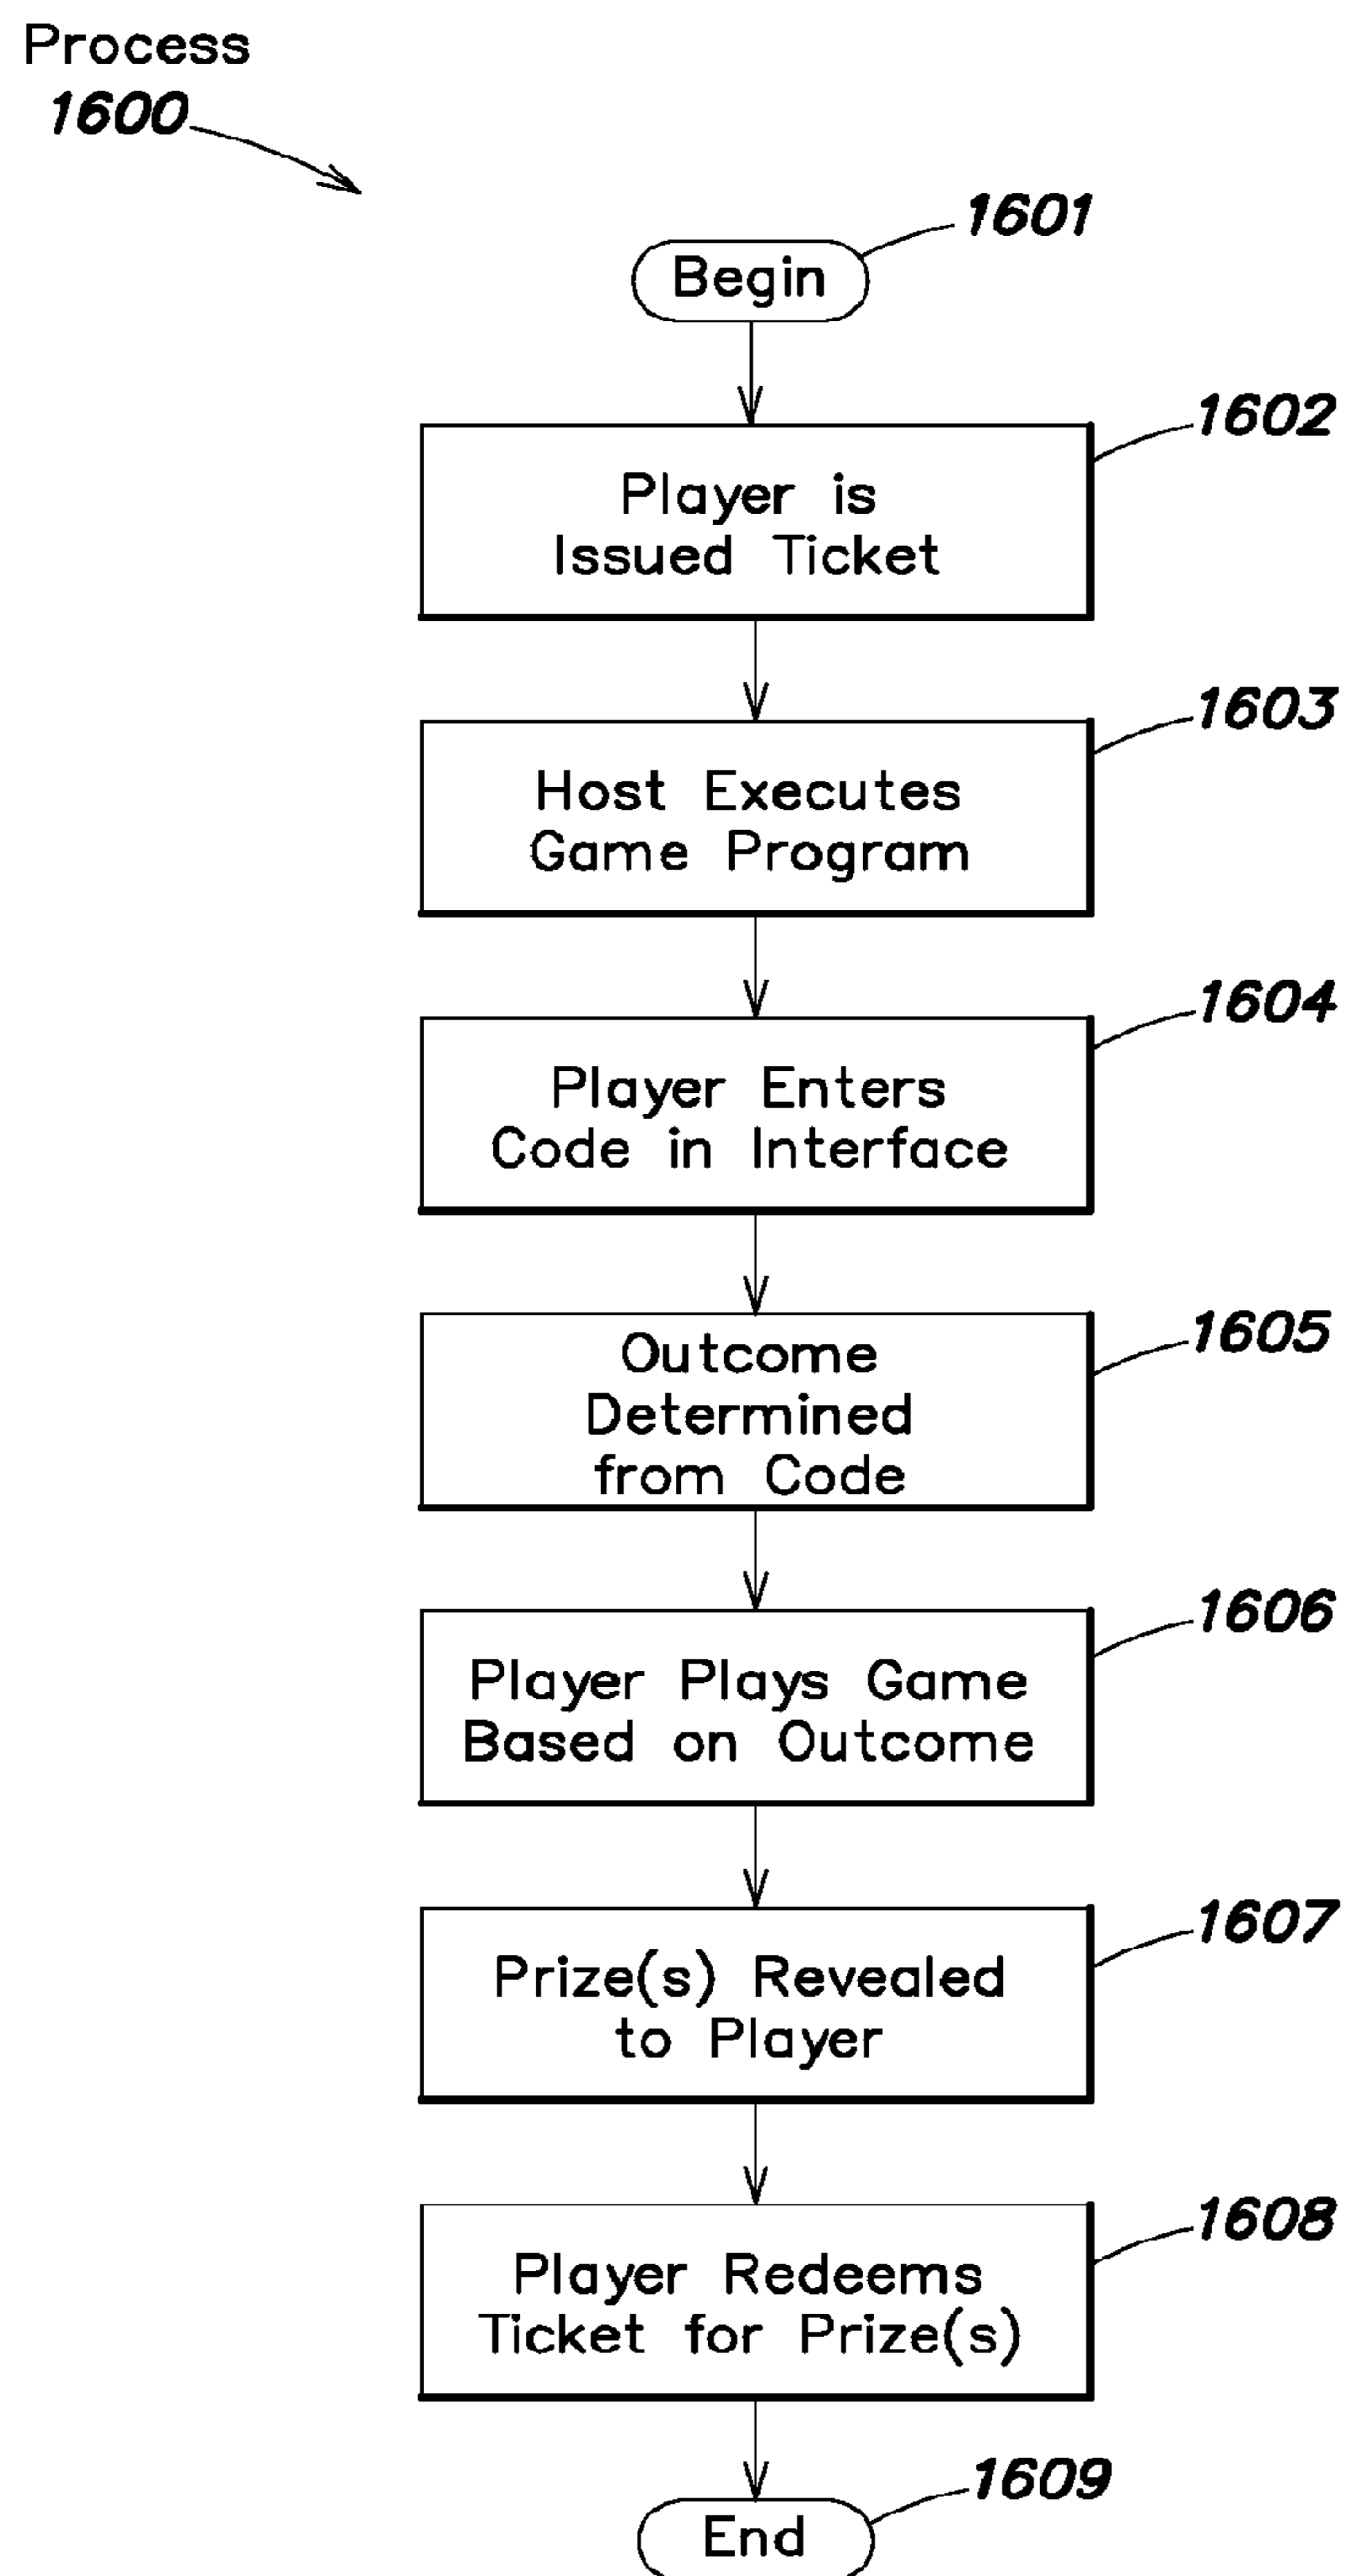 Process
1600
1601
Begin
1602
Player is
Issued Ticket
1603
Host Executes
Game Program
1604
Player Enters
Code in Interface
1605
Outcome
Determined
from Code
1606
Player Plays Game
Based on Outcome
1607
Prize(s) Revealed
to Player
1608
Player Redeems
Ticket for Prize(s)
1609
End